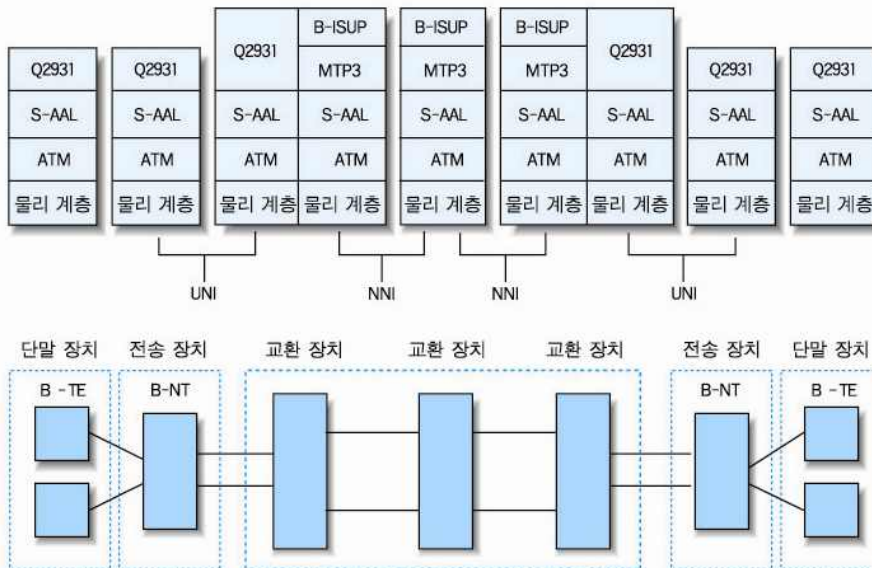 B-ISUP B-ISUP B-ISUP
Q2931 Q2931 Q2931 MTP3 MTP3 MTP3 Q2931 Q2931 Q2931
S-AAL S-AAL S-AAL S-AAL S-AAL S-AAL S-AAL S-AAL S-AAL
ATM ATM ATM ATM ATM ATM ATM ATM ATM
물리 계층 물리 계층 물리 계층 물리 계층 물리 계층 물리 계층 물리 계층 물리 계층 물리 계층
UNI NNI NNI UNI
단말 장치 전송 장치 교환 장치 교환 장치 교환 장치 전송 장치 단말 장치
B -TE B-NT B-NT B -TE